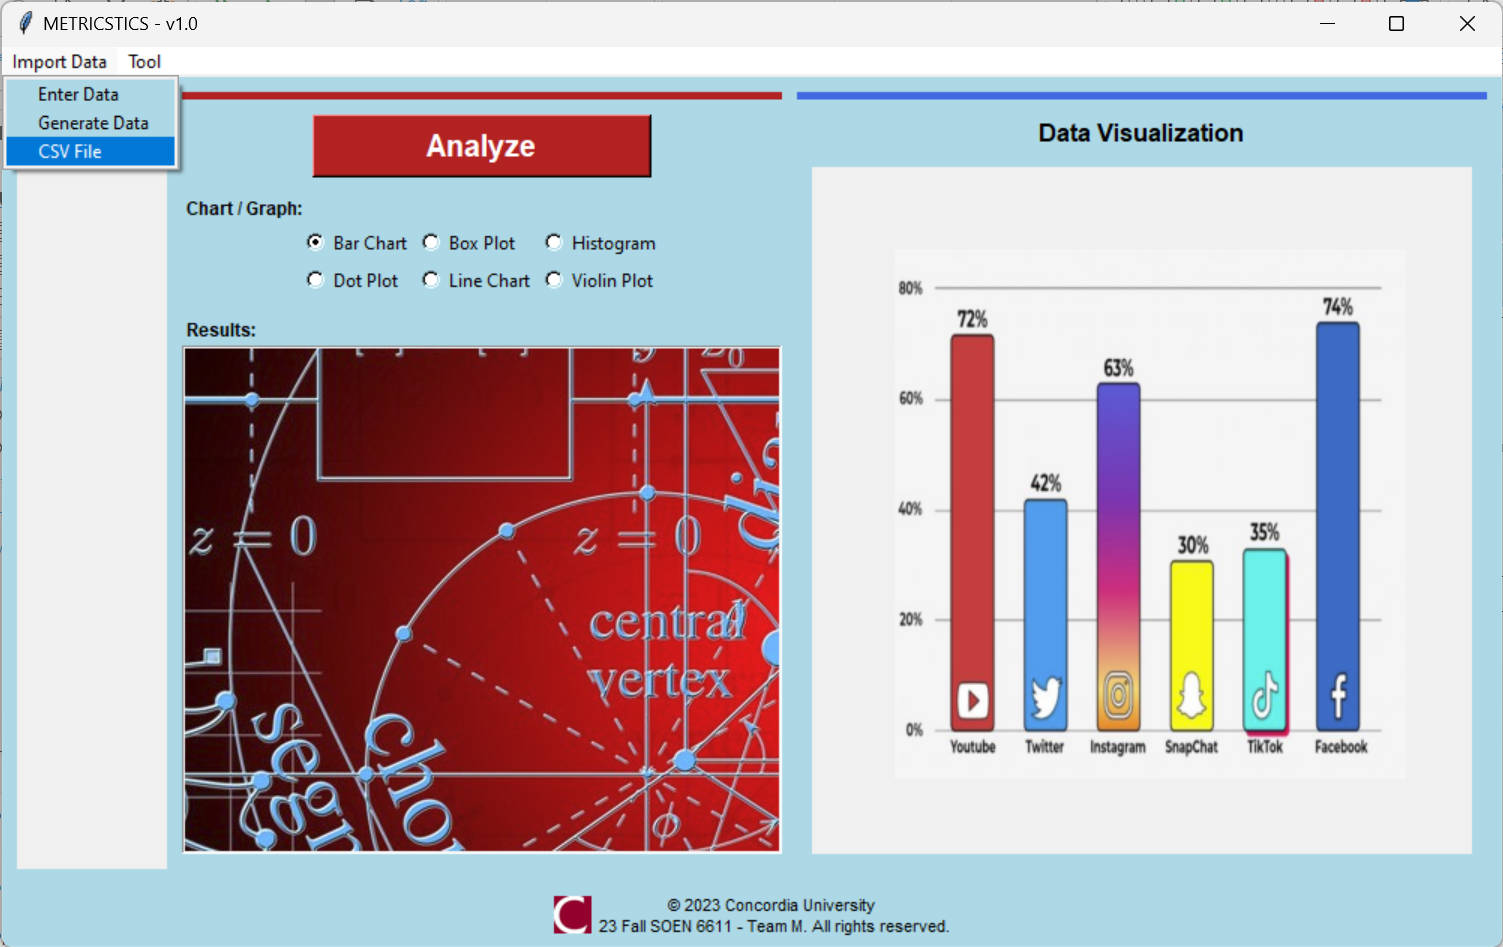 METRICSTICS - v1.0
Import Data Tool
Enter Data
Generate Data
CSV File
Analyze
Chart / Graph:
Bar Chart Box Plot Histogram
Dot Plot Line Chart Violin Plot
Results:
z = 0
z = 0
central
vertex
ϕ
Data Visualization
80%
60%
40%
20%
0%
72%
42%
63%
30%
35%
74%
Youtube Twitter Instagram SnapChat TikTok Facebook
© 2023 Concordia University
23 Fall SOEN 6611 - Team M. All rights reserved.